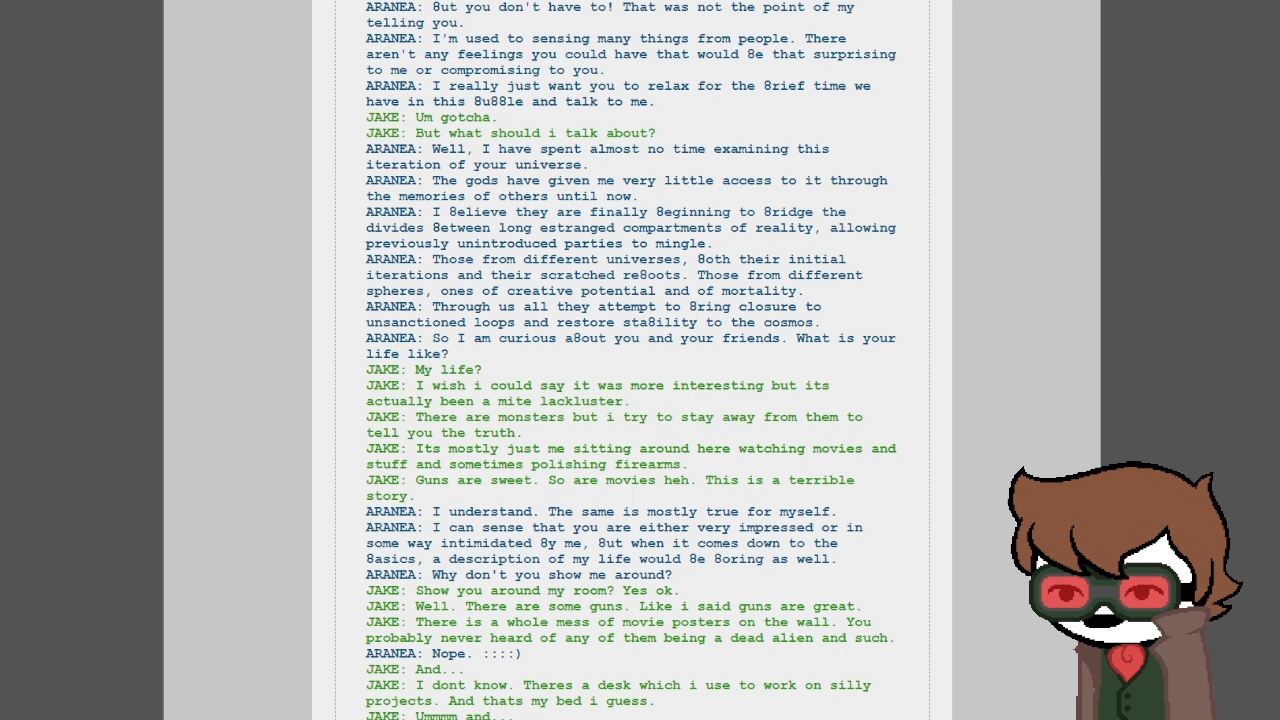 ARANEA: 8ut you don't have to! That was not the point of my
telling you.
ARANEA: I'm used to sensing many things from people. There
aren't any feelings you could have that would 8e that surprising
to me or compromising to you.
ARANEA: I really just want you to relax for the 8rief time we
have in this 8u88le and talk to me.
JAKE: Um gotcha.
JAKE: But what should i talk about?
ARANEA: Well, I have spent almost no time examining this
iteration of your universe.
ARANEA: The gods have given me very little access to it through
the memories of others until now.
ARANEA: I 8elieve they are finally 8eginning to 8ridge the
divides 8etween long estranged compartments of reality, allowing
previously unintroduced parties to mingle.
ARANEA: Those from different universes, 8oth their initial
iterations and their scratched re8oots. Those from different
spheres, ones of creative potential and of mortality.
ARANEA: Through us all they attempt to 8ring closure to
unsanctioned loops and restore sta8ility to the cosmos.
ARANEA: So I am curious a8out you and your friends. What is your
life like?
JAKE: My life?
JAKE: I wish i could say it was more interesting but its
actually been a mite lackluster.
JAKE: There are monsters but i try to stay away from them to
tell you the truth.
JAKE: Its mostly just me sitting around here watching movies and
stuff and sometimes polishing firearms.
JAKE: Guns are sweet. So are movies heh. This is a terrible
story.
ARANEA: I understand. The same is mostly true for myself.
ARANEA: I can sense that you are either very impressed or in
some way intimidated 8y me, 8ut when it comes down to the
8asics, a description of my life would 8e 8oring as well.
ARANEA: Why don't you show me around?
JAKE: Show you around my room? Yes ok.
JAKE: Well. There are some guns. Like i said guns are great.
JAKE: There is a whole mess of movie posters on the wall. You
probably never heard of any of them being a dead alien and such.
ARANEA: Nope. ::::)
JAKE: And...
JAKE: I dont know. Theres a desk which i use to work on silly
projects. And thats my bed i guess.
JAKE: Ummmm and...